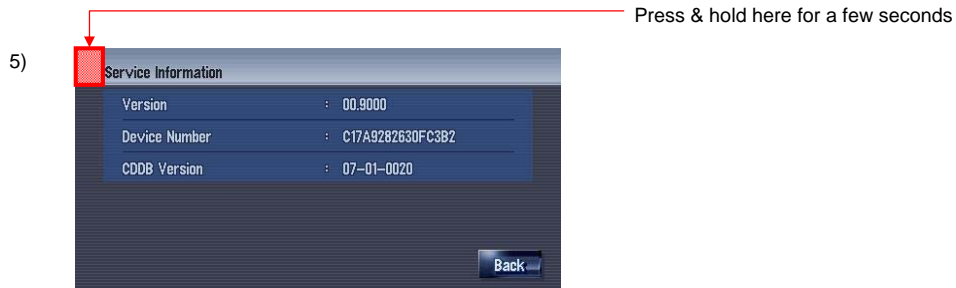 Press & hold here for a few seconds
5)
Service Information
Version : 00.9000
Device Number : C17A9282630FC3B2
CDDB Version : 07-01-0020
Back